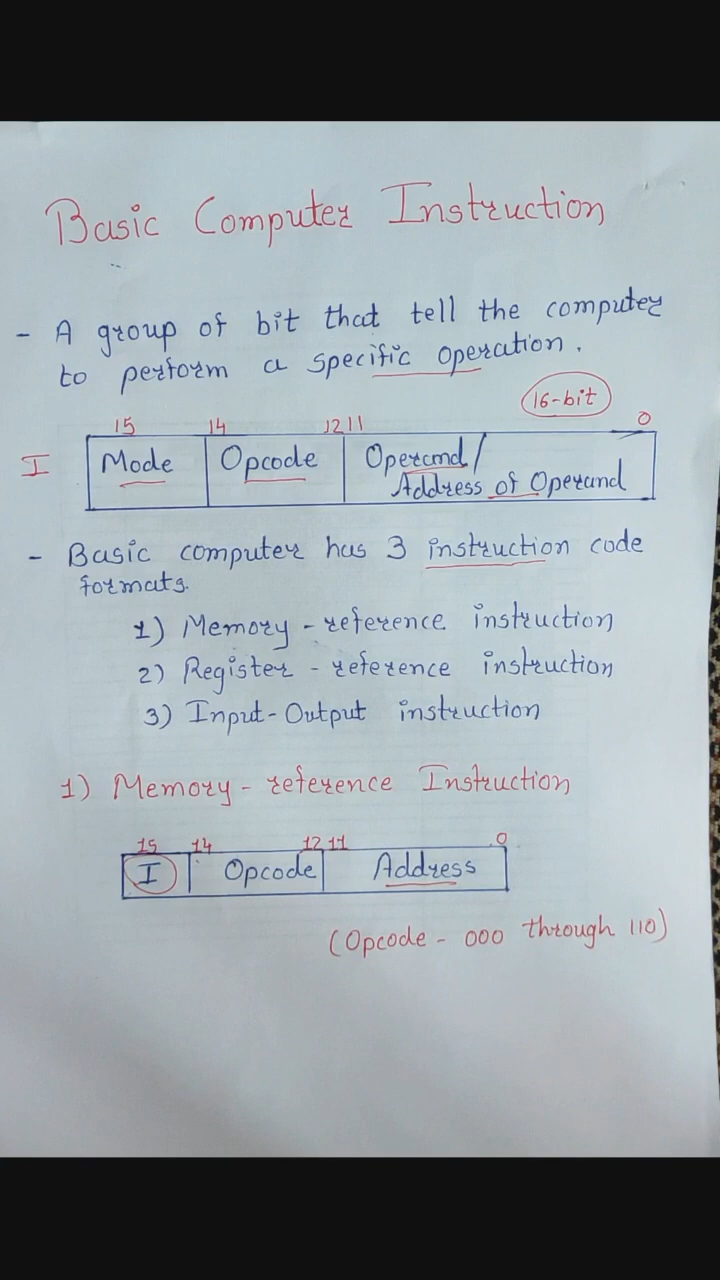 Basic Computer Instruction
- A group of bit that tell the computer
to perform a specific operation.
16-bit
15 14 12 11 0
I Mode Opcode Operand/
Address of Operand
- Basic computer has 3 instruction code
formats.
1) Memory-reference instruction
2) Register-reference instruction
3) Input-Output instruction
1) Memory-reference Instruction
15 14 12 11 0
I Opcode Address
(Opcode - 000 through 110)